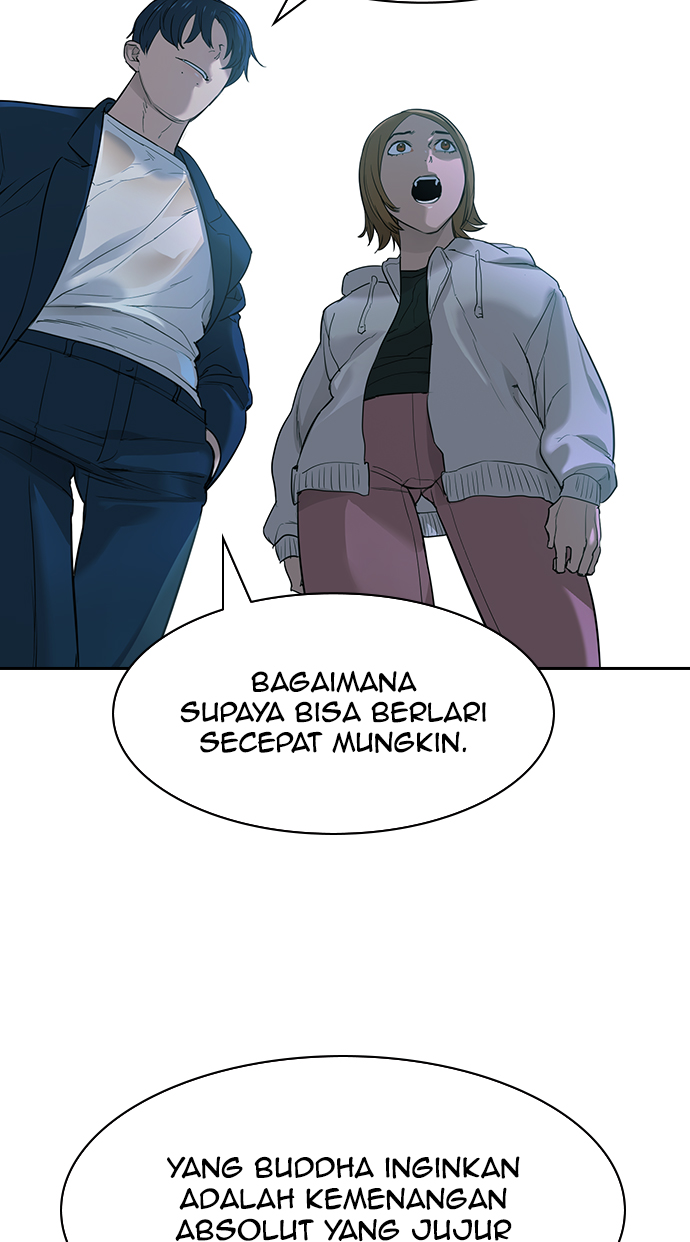 BAGAIMANA
SUPAYA BISA BERLARI
SECEPAT MUNGKIN.
YANG BUDDHA INGINKAN
ADALAH KEMENANGAN
ABSOLUT YANG JUJUR